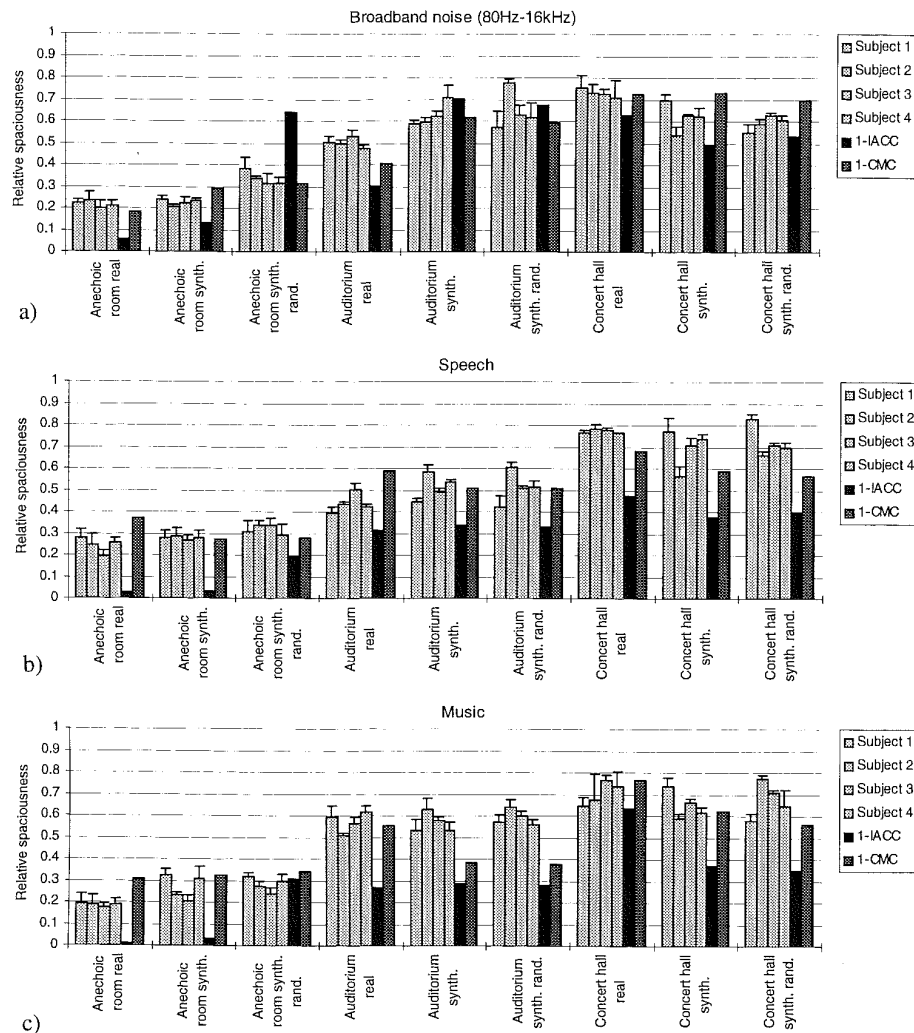 Broadband noise (80Hz-16kHz)
Relative spaciousness
1
0.9
0.8
0.7
0.6
0.5
0.4
0.3
0.2
0.1
0
Anechoic room real
Anechoic room synth.
Anechoic room synth. rand.
Auditorium real
Auditorium synth.
Auditorium synth. rand.
Concert hall real
Concert hall synth.
Concert hall synth. rand.
Subject 1
Subject 2
Subject 3
Subject 4
1-IACC
1-CMC
a)
Speech
Relative spaciousness
1
0.9
0.8
0.7
0.6
0.5
0.4
0.3
0.2
0.1
0
Anechoic room real
Anechoic room synth.
Anechoic room synth. rand.
Auditorium real
Auditorium synth.
Auditorium synth. rand.
Concert hall real
Concert hall synth.
Concert hall synth. rand.
Subject 1
Subject 2
Subject 3
Subject 4
1-IACC
1-CMC
b)
Music
Relative spaciousness
1
0.9
0.8
0.7
0.6
0.5
0.4
0.3
0.2
0.1
0
Anechoic room real
Anechoic room synth.
Anechoic room synth. rand.
Auditorium real
Auditorium synth.
Auditorium synth. rand.
Concert hall real
Concert hall synth.
Concert hall synth. rand.
Subject 1
Subject 2
Subject 3
Subject 4
1-IACC
1-CMC
c)